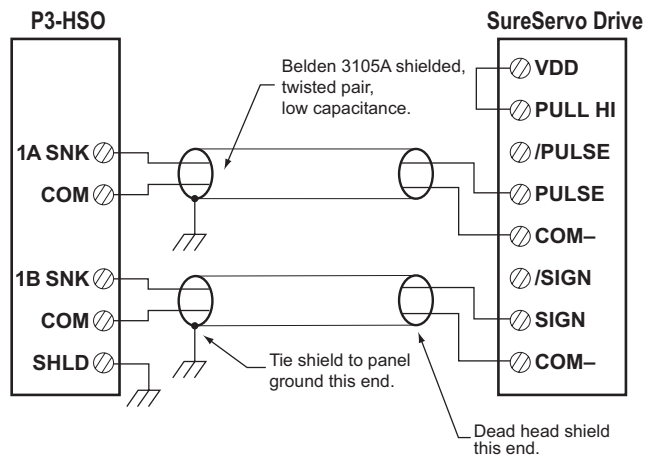 P3-HSO
SureServo Drive
Belden 3105A shielded,
twisted pair,
low capacitance.
VDD
PULL HI
1A SNK
/PULSE
COM
PULSE
COM–
1B SNK
/SIGN
COM
SIGN
SHLD
COM–
Tie shield to panel
ground this end.
Dead head shield
this end.